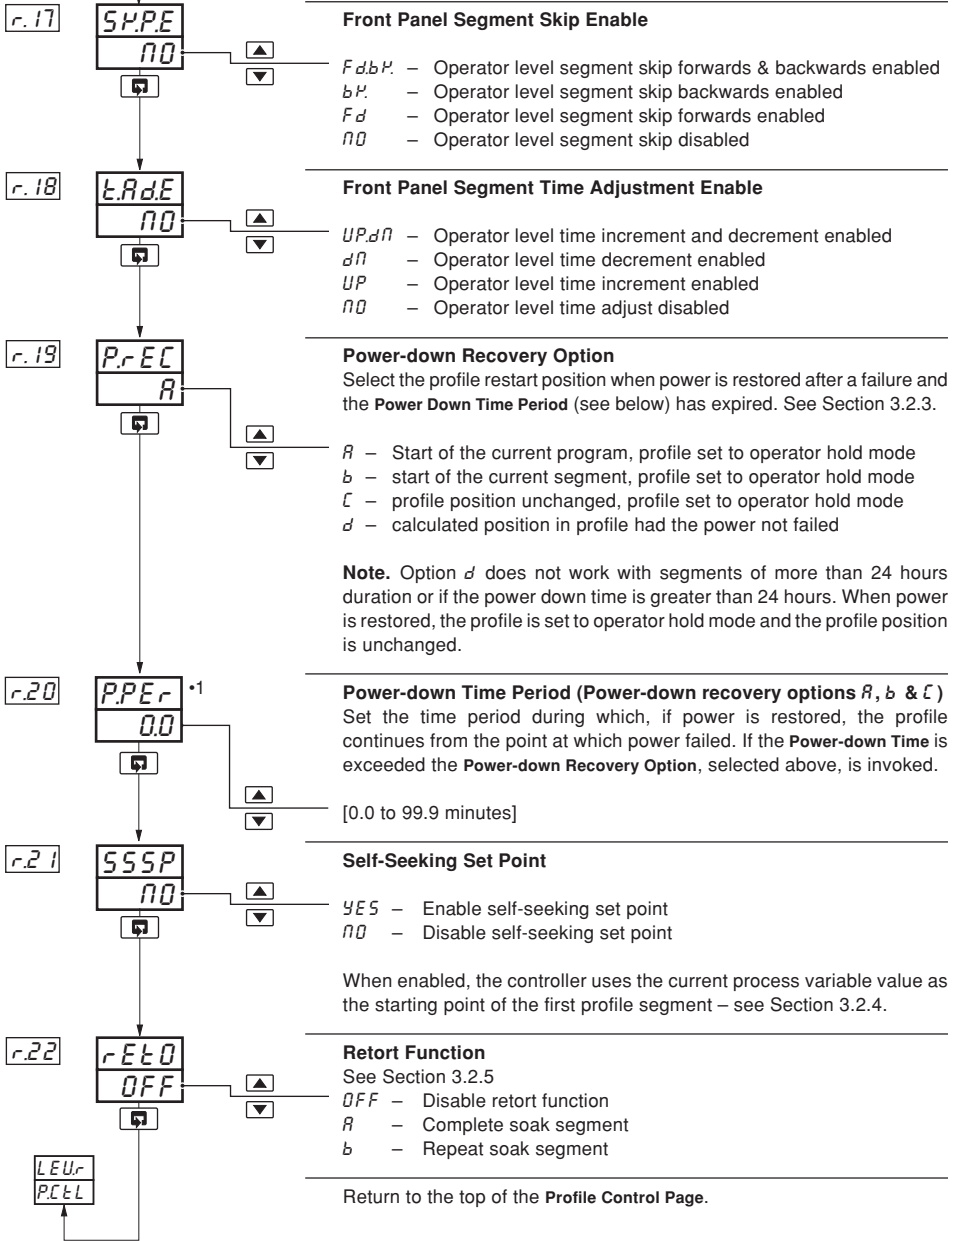 r.17
SK.P.E
NO
Front Panel Segment Skip Enable
Fd.bK. – Operator level segment skip forwards & backwards enabled
bK. – Operator level segment skip backwards enabled
Fd – Operator level segment skip forwards enabled
NO – Operator level segment skip disabled
r.18
t.Ad.E
NO
Front Panel Segment Time Adjustment Enable
UP.dN – Operator level time increment and decrement enabled
dN – Operator level time decrement enabled
UP – Operator level time increment enabled
NO – Operator level time adjust disabled
r.19
P.rEC
A
Power-down Recovery Option
Select the profile restart position when power is restored after a failure and
the Power Down Time Period (see below) has expired. See Section 3.2.3.
A – Start of the current program, profile set to operator hold mode
b – start of the current segment, profile set to operator hold mode
C – profile position unchanged, profile set to operator hold mode
d – calculated position in profile had the power not failed
Note. Option d does not work with segments of more than 24 hours
duration or if the power down time is greater than 24 hours. When power
is restored, the profile is set to operator hold mode and the profile position
is unchanged.
r.20
P.PEr •1
0.0
Power-down Time Period (Power-down recovery options A, b & C)
Set the time period during which, if power is restored, the profile
continues from the point at which power failed. If the Power-down Time is
exceeded the Power-down Recovery Option, selected above, is invoked.
[0.0 to 99.9 minutes]
r.21
SSSP
NO
Self-Seeking Set Point
YES – Enable self-seeking set point
NO – Disable self-seeking set point
When enabled, the controller uses the current process variable value as
the starting point of the first profile segment – see Section 3.2.4.
r.22
rEtO
OFF
Retort Function
See Section 3.2.5
OFF – Disable retort function
A – Complete soak segment
b – Repeat soak segment
LEV.r
P.CtL
Return to the top of the Profile Control Page.